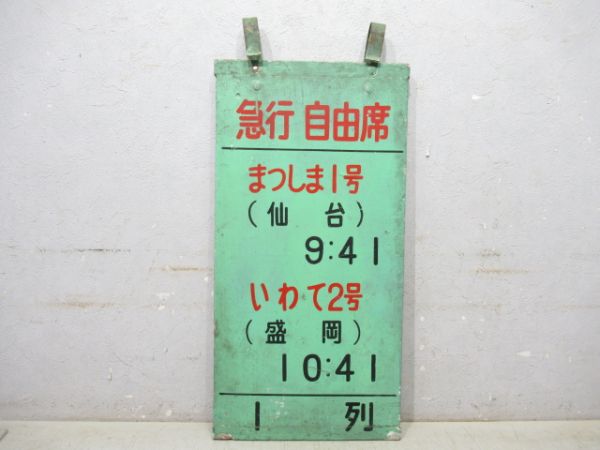 急行 自由席
まつしま1号
(仙 台)
9:41
いわて2号
(盛 岡)
10:41
1 列